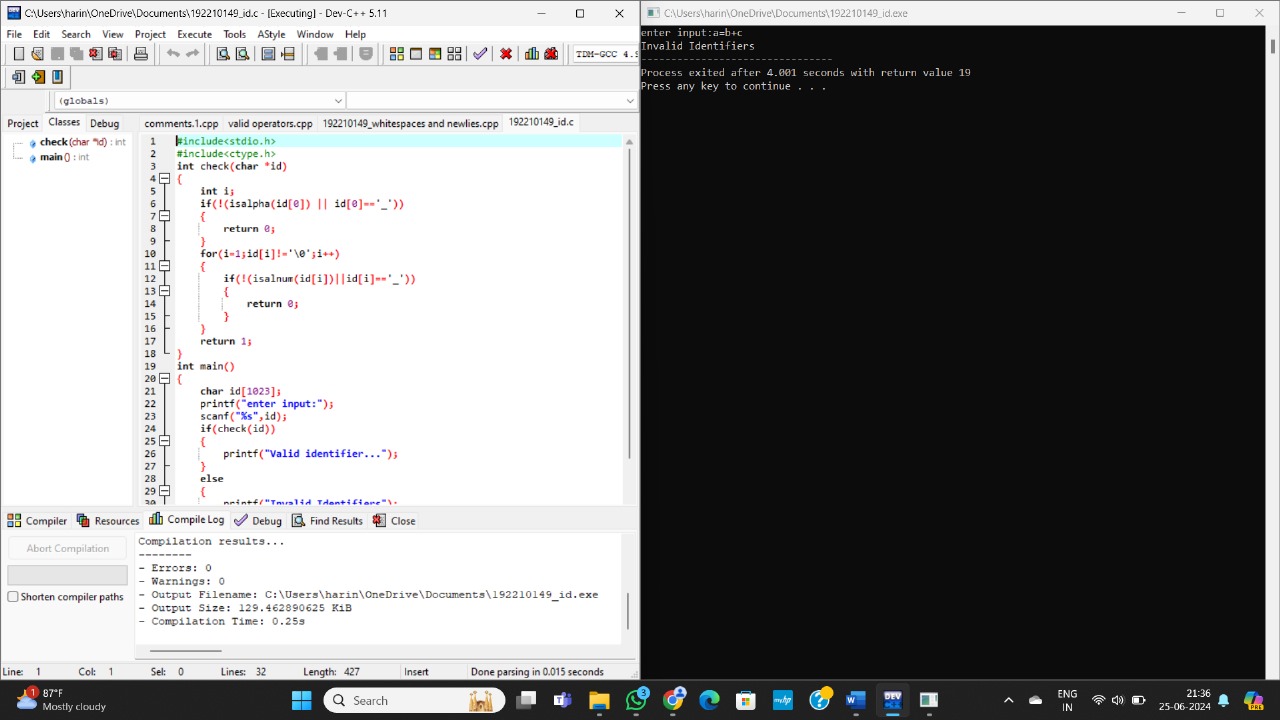 C:\Users\harin\OneDrive\Documents\192210149_id.c - [Executing] - Dev-C++ 5.11
File Edit Search View Project Execute Tools AStyle Window Help
TDM-GCC 4.9
(globals)
Project Classes Debug
comments.1.cpp valid operators.cpp 192210149_whitespaces and newlies.cpp 192210149_id.c
check (char *id) : int
main () : int
1 #include<stdio.h>
2 #include<ctype.h>
3 int check(char *id)
4 {
5 int i;
6 if(!(isalpha(id[0]) || id[0]=='_'))
7 {
8 return 0;
9 }
10 for(i=1;id[i]!='\0';i++)
11 {
12 if(!(isalnum(id[i])||id[i]=='_'))
13 {
14 return 0;
15 }
16 }
17 return 1;
18 }
19 int main()
20 {
21 char id[1023];
22 printf("enter input:");
23 scanf("%s",id);
24 if(check(id))
25 {
26 printf("Valid identifier...");
27 }
28 else
29 {
30 printf("Invalid Identifiers");
Compiler Resources Compile Log Debug Find Results Close
Abort Compilation
Shorten compiler paths
Compilation results...
--------
- Errors: 0
- Warnings: 0
- Output Filename: C:\Users\harin\OneDrive\Documents\192210149_id.exe
- Output Size: 129.462890625 KiB
- Compilation Time: 0.25s
Line: 1 Col: 1 Sel: 0 Lines: 32 Length: 427 Insert Done parsing in 0.015 seconds
C:\Users\harin\OneDrive\Documents\192210149_id.exe
enter input:a=b+c
Invalid Identifiers
--------------------------------
Process exited after 4.001 seconds with return value 19
Press any key to continue . . .
1
87°F
Mostly cloudy
Search
3
ENG
IN
21:36
25-06-2024